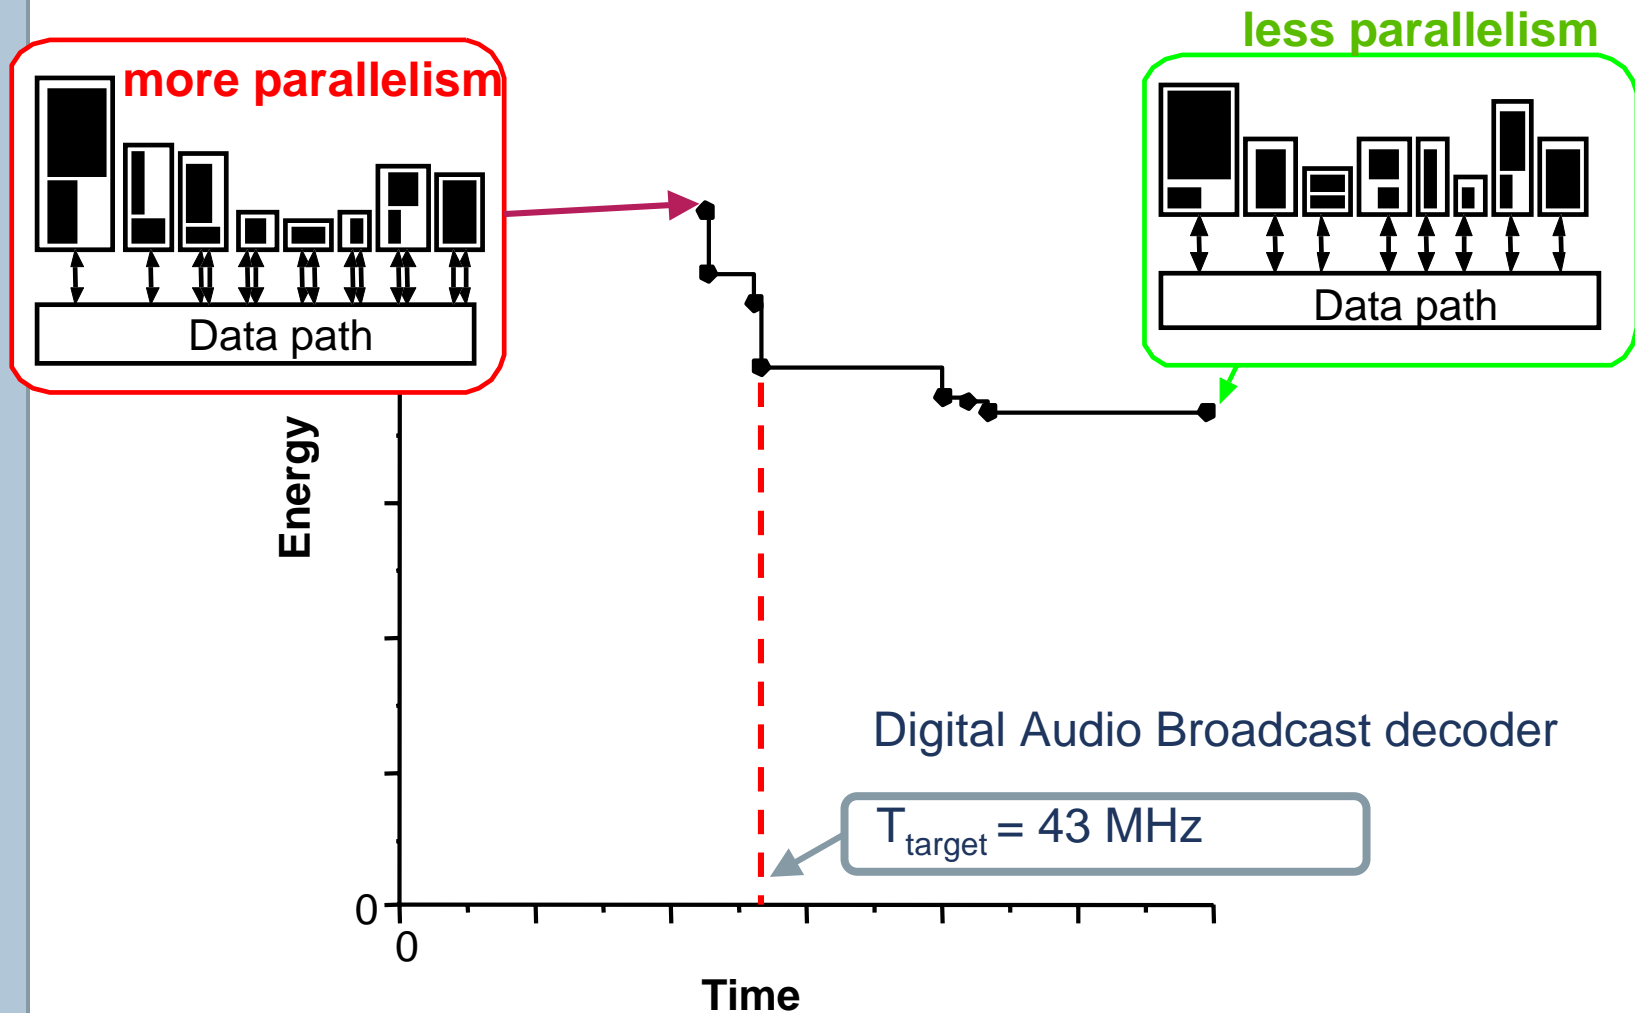 less parallelism
more parallelism
Data path
Data path
Energy
Digital Audio Broadcast decoder
Ttarget = 43 MHz
0
0
Time